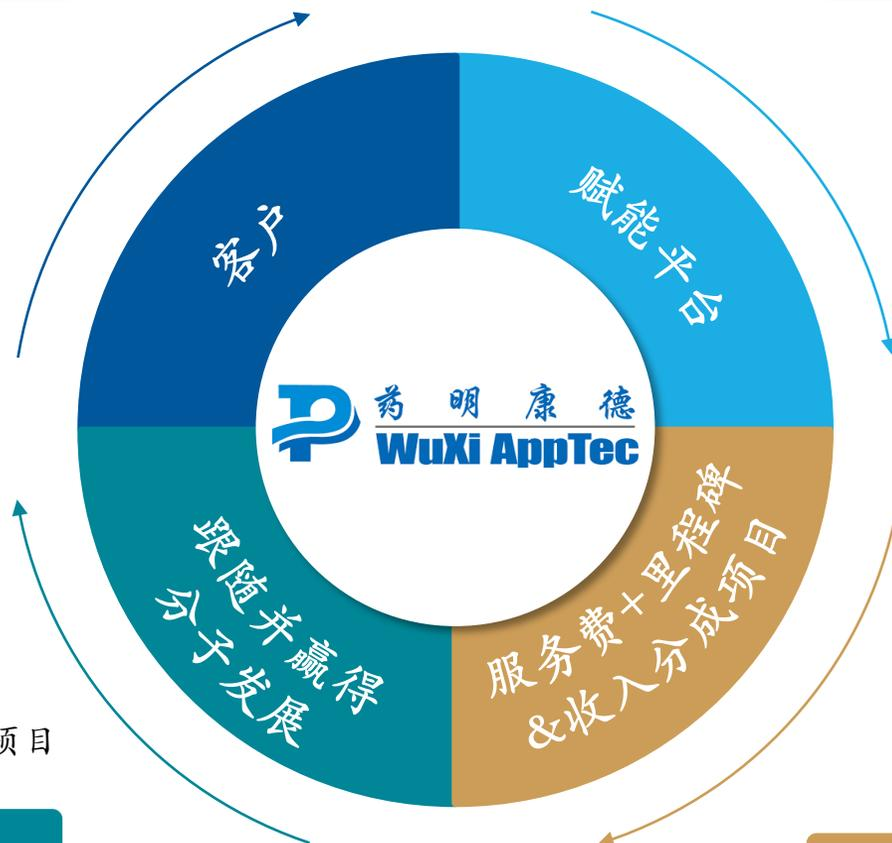 客户
赋能平台
药明康德
WuXi AppTec
服务费+里程碑
&收入分成项目
跟随并赢得
分子发展
项目